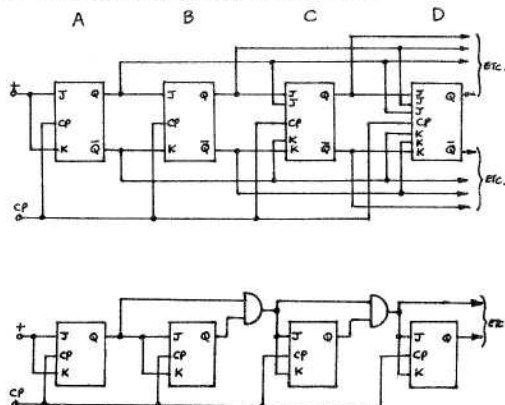 A B C D
+ J Q J Q J Q J Q ETC.
J J
CP CP CP J
CP
K Q̅ K Q̅ K K
K Q̅ K
K Q̅ ETC.
CP
+ J Q J Q J Q J Q ETC
CP CP CP CP
K K K K
CP